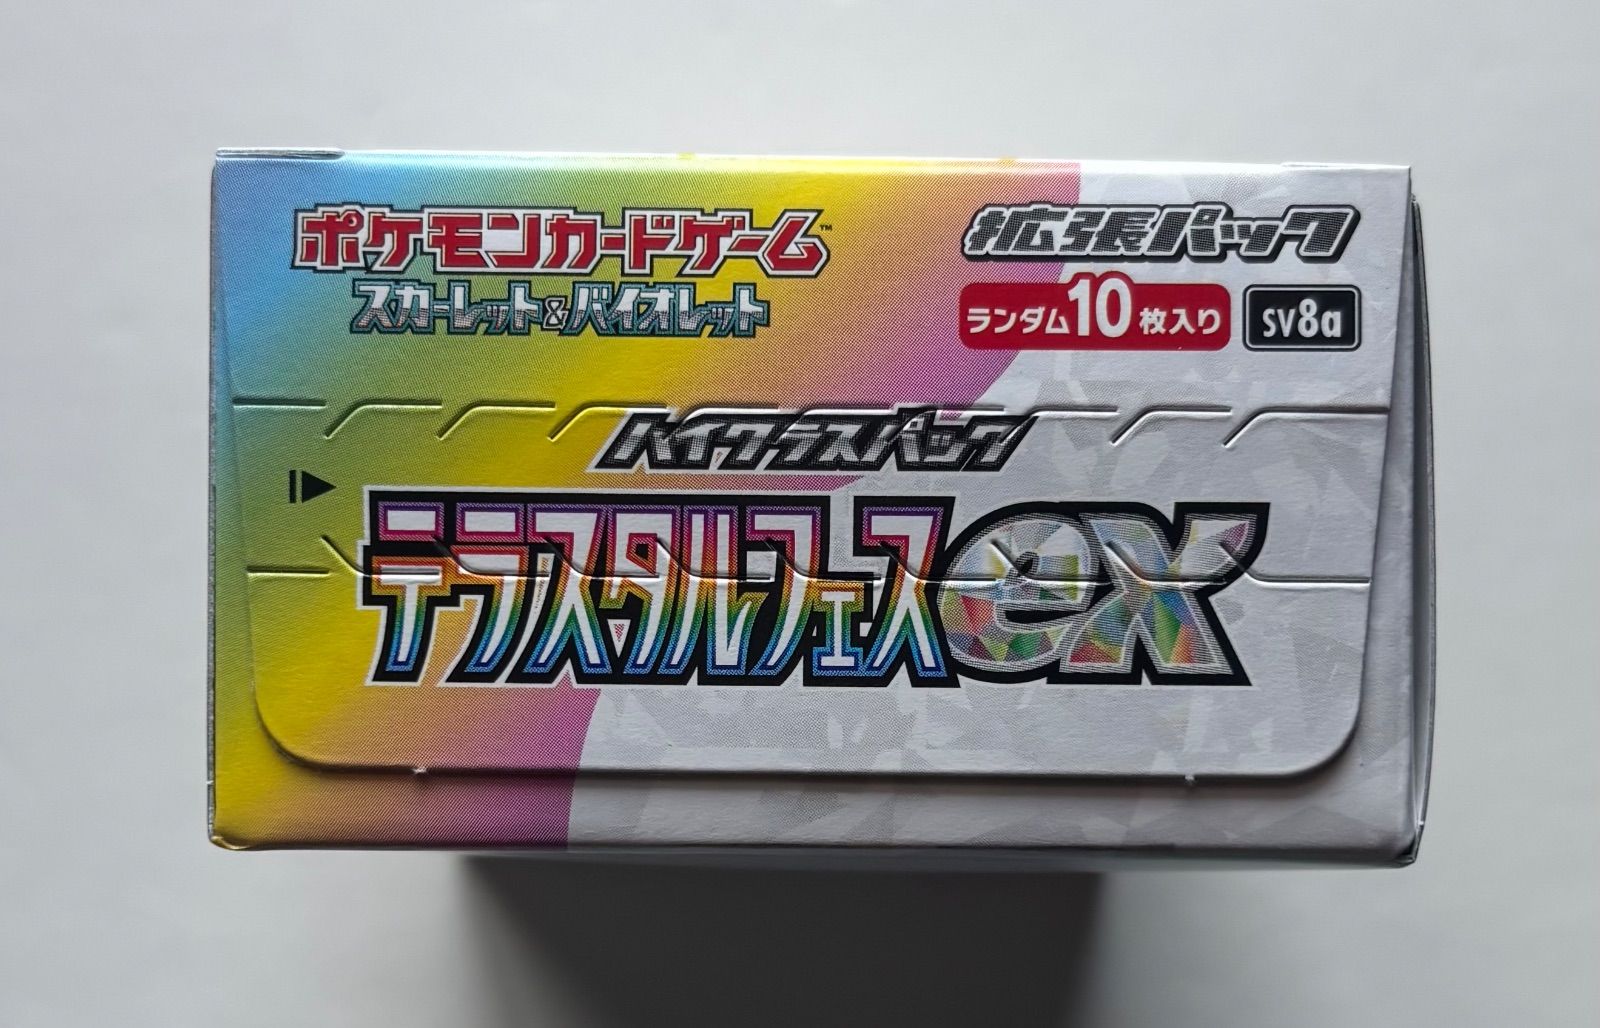 ポケモンカードゲーム™
スカーレット&バイオレット
拡張パック
ランダム10枚入り
SV8a
ハイクラスパック
テラスタルフェスex